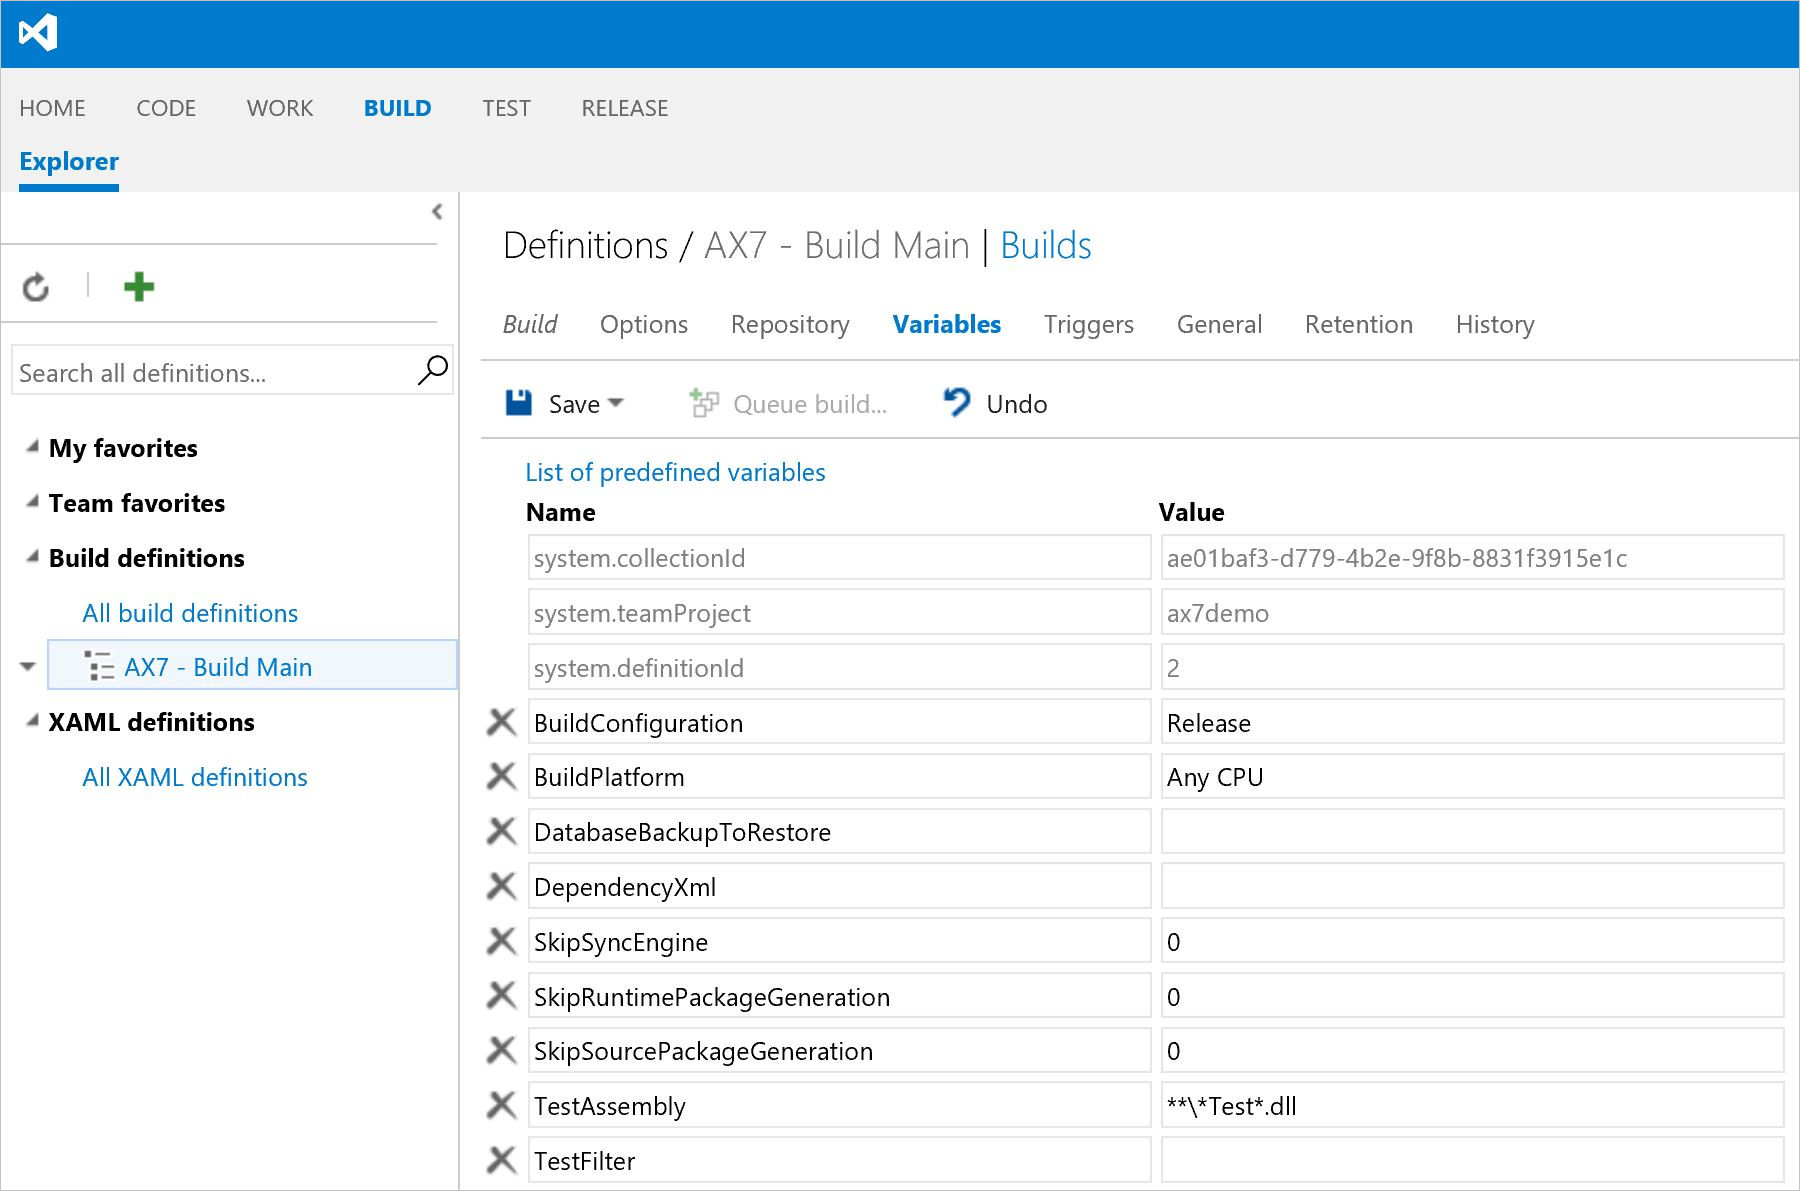 HOME CODE WORK BUILD TEST RELEASE
Explorer
Search all definitions...
My favorites
Team favorites
Build definitions
All build definitions
AX7 - Build Main
XAML definitions
All XAML definitions
Definitions / AX7 - Build Main | Builds
Build Options Repository Variables Triggers General Retention History
Save Queue build... Undo
List of predefined variables
Name Value
system.collectionId ae01baf3-d779-4b2e-9f8b-8831f3915e1c
system.teamProject ax7demo
system.definitionId 2
BuildConfiguration Release
BuildPlatform Any CPU
DatabaseBackupToRestore
DependencyXml
SkipSyncEngine 0
SkipRuntimePackageGeneration 0
SkipSourcePackageGeneration 0
TestAssembly **\*Test*.dll
TestFilter